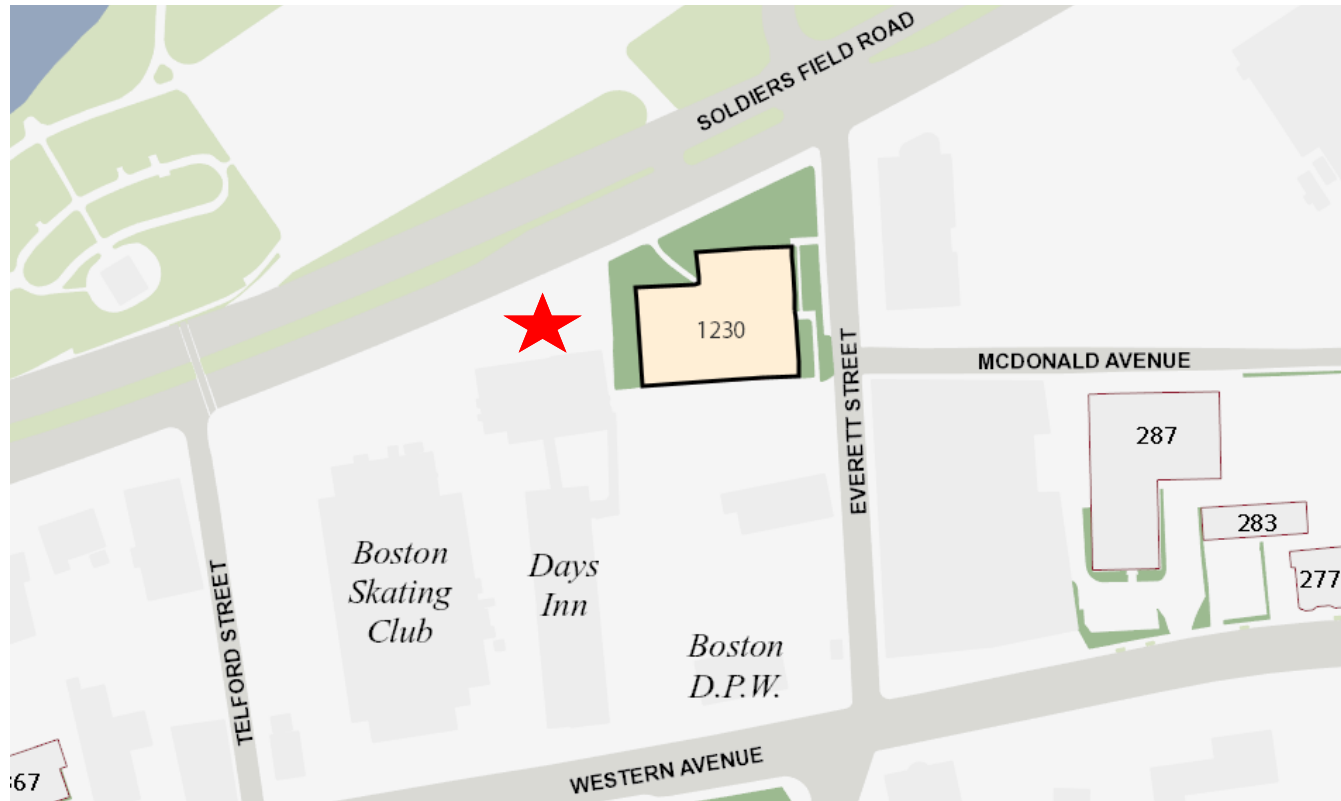 SOLDIERS FIELD ROAD
1230
MCDONALD AVENUE
EVERETT STREET
287
283
277
Boston
Skating
Club
Days
Inn
Boston
D.P.W.
TELFORD STREET
WESTERN AVENUE
367